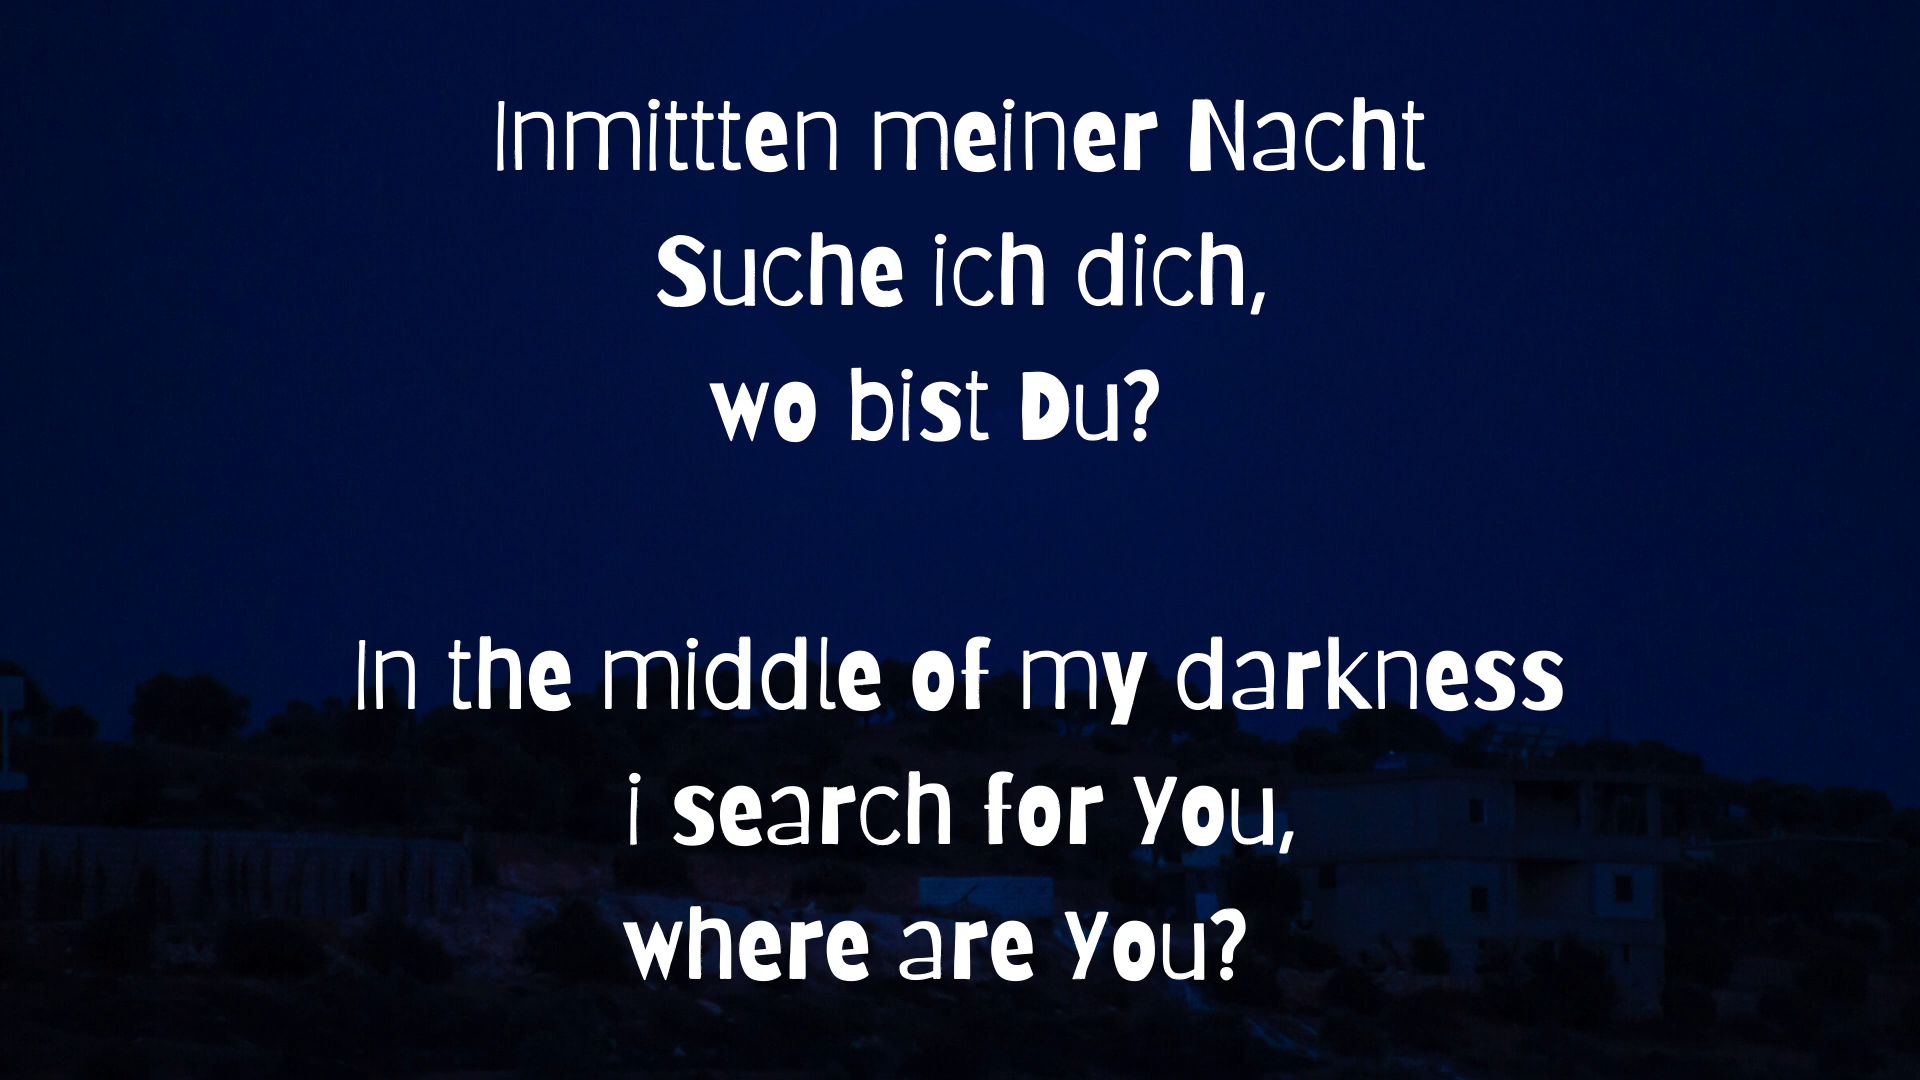 Inmittten meiner Nacht
Suche ich dich,
wo bist Du?
In the middle of my darkness
i search for You,
where are You?